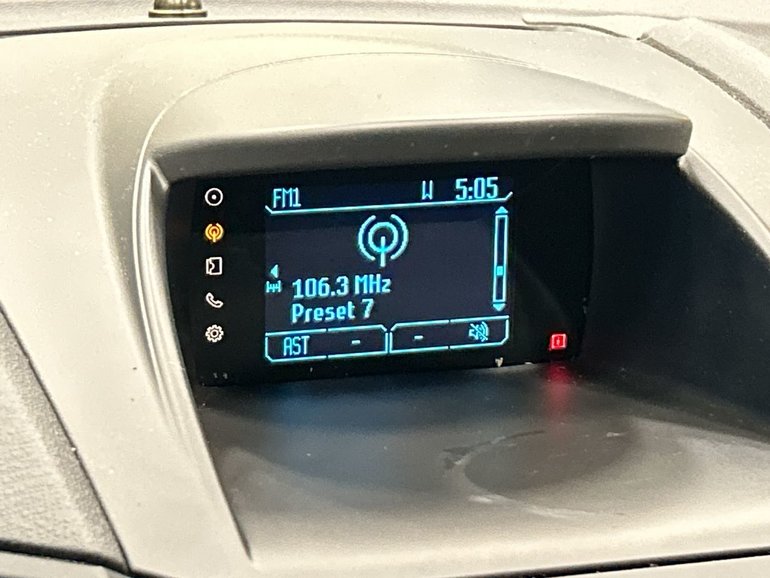 FM1 W 5:05
106.3 MHz
Preset 7
AST - -